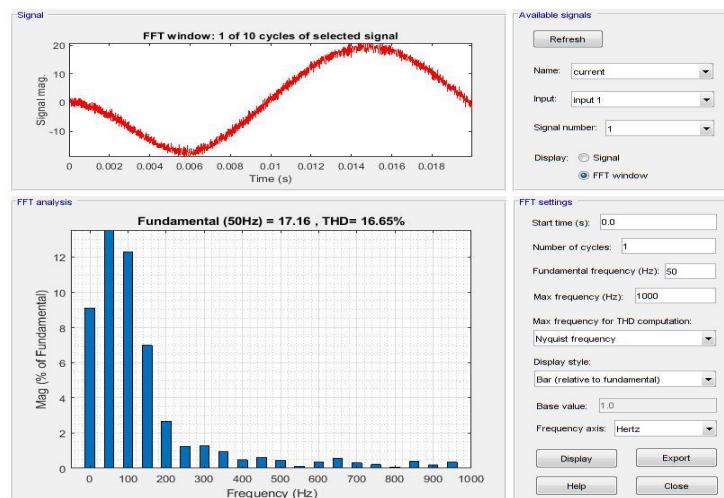 Signal
FFT window: 1 of 10 cycles of selected signal
20
10
0
-10
Signal mag.
0 0.002 0.004 0.006 0.008 0.01 0.012 0.014 0.016 0.018
Time (s)
Available signals
Refresh
Name: current
Input: input 1
Signal number: 1
Display: Signal
FFT window
FFT analysis
Fundamental (50Hz) = 17.16 , THD= 16.65%
12
10
8
6
4
2
0
Mag (% of Fundamental)
0 100 200 300 400 500 600 700 800 900 1000
Frequency (Hz)
FFT settings
Start time (s): 0.0
Number of cycles: 1
Fundamental frequency (Hz): 50
Max frequency (Hz): 1000
Max frequency for THD computation:
Nyquist frequency
Display style:
Bar (relative to fundamental)
Base value: 1.0
Frequency axis: Hertz
Display Export
Help Close